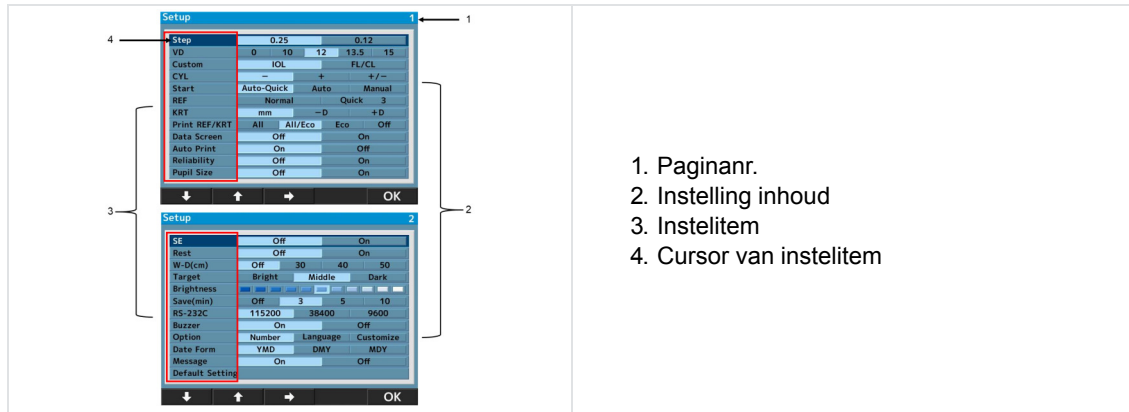 Setup 1
1
4
Step 0.25 0.12
VD 0 10 12 13.5 15
Custom IOL FL/CL
CYL − + +/−
Start Auto-Quick Auto Manual
REF Normal Quick 3
KRT mm −D +D
Print REF/KRT All All/Eco Eco Off
Data Screen Off On
Auto Print On Off
Reliability Off On
Pupil Size Off On
OK
3
2
Setup 2
SE Off On
Rest Off On
W-D(cm) Off 30 40 50
Target Bright Middle Dark
Brightness
Save(min) Off 3 5 10
RS-232C 115200 38400 9600
Buzzer On Off
Option Number Language Customize
Date Form YMD DMY MDY
Message On Off
Default Setting
OK
1. Paginanr.
2. Instelling inhoud
3. Instelitem
4. Cursor van instelitem